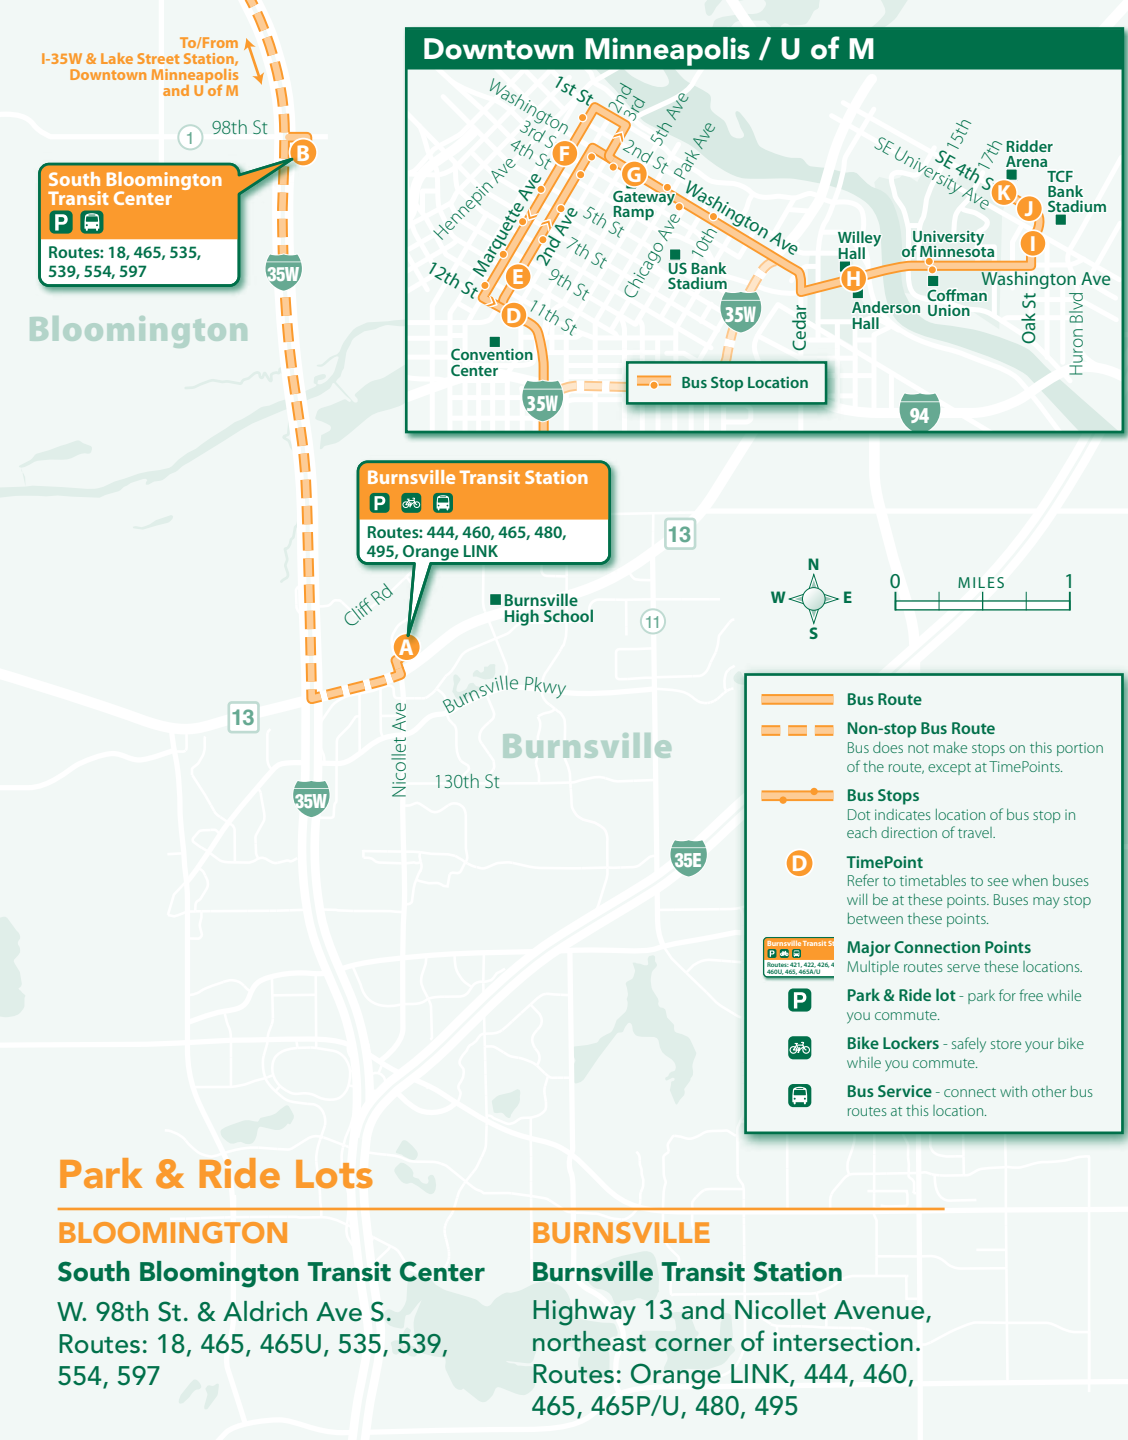 To/From
I-35W & Lake Street Station,
Downtown Minneapolis
and U of M
98th St
1
B
South Bloomington
Transit Center
P
Routes: 18, 465, 535,
539, 554, 597
35W
Bloomington
Downtown Minneapolis / U of M
1st St
2nd
3rd
5th Ave
Park Ave
Washington
3rd S
4th St
Hennepin Ave
Marquette Ave
2nd Ave
12th St
F
2nd St
G
Gateway
Ramp
Washington Ave
5th St
7th St
9th St
11th St
Chicago Ave
10th
E
D
US Bank
Stadium
Convention
Center
35W
35W
Cedar
Willey
Hall
H
Anderson
Hall
University
of Minnesota
Coffman
Union
SE University Ave
SE 4th S
15th
17th
Ridder
Arena
TCF
Bank
Stadium
K
J
I
Washington Ave
Oak St
Huron Blvd
94
Bus Stop Location
Burnsville Transit Station
P
Routes: 444, 460, 465, 480,
495, Orange LINK
13
Cliff Rd
Burnsville
High School
11
A
N
W
E
S
0 MILES 1
13
Nicollet Ave
Burnsville Pkwy
Burnsville
130th St
35W
35E
Bus Route
Non-stop Bus Route
Bus does not make stops on this portion
of the route, except at TimePoints.
Bus Stops
Dot indicates location of bus stop in
each direction of travel.
D
TimePoint
Refer to timetables to see when buses
will be at these points. Buses may stop
between these points.
Burnsville Transit St
P
Routes: 421, 422, 426, 4
460U, 465, 465A/U
Major Connection Points
Multiple routes serve these locations.
P
Park & Ride lot - park for free while
you commute.
Bike Lockers - safely store your bike
while you commute.
Bus Service - connect with other bus
routes at this location.
Park & Ride Lots
BLOOMINGTON
South Bloomington Transit Center
W. 98th St. & Aldrich Ave S.
Routes: 18, 465, 465U, 535, 539,
554, 597
BURNSVILLE
Burnsville Transit Station
Highway 13 and Nicollet Avenue,
northeast corner of intersection.
Routes: Orange LINK, 444, 460,
465, 465P/U, 480, 495